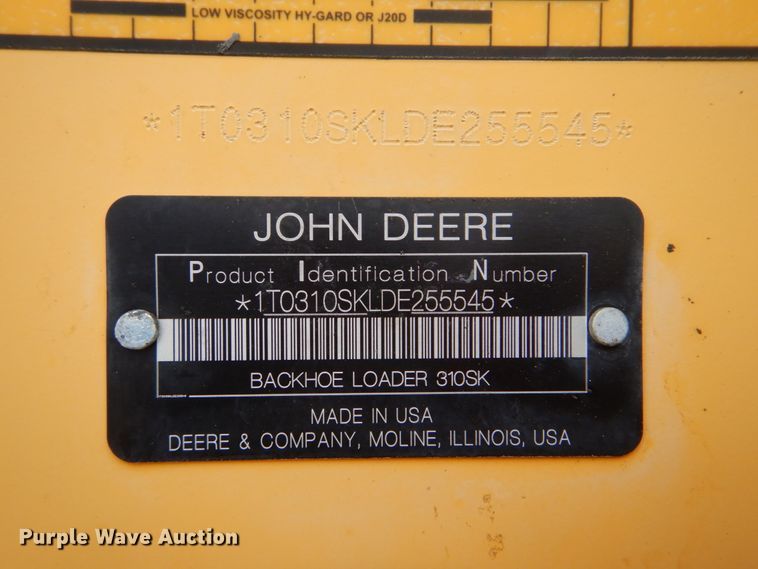 LOW VISCOSITY HY-GARD OR J20D
*1T0310SKLDE255545*
JOHN DEERE
Product Identification Number
*1T0310SKLDE255545*
BACKHOE LOADER 310SK
MADE IN USA
DEERE & COMPANY, MOLINE, ILLINOIS, USA
Purple Wave Auction